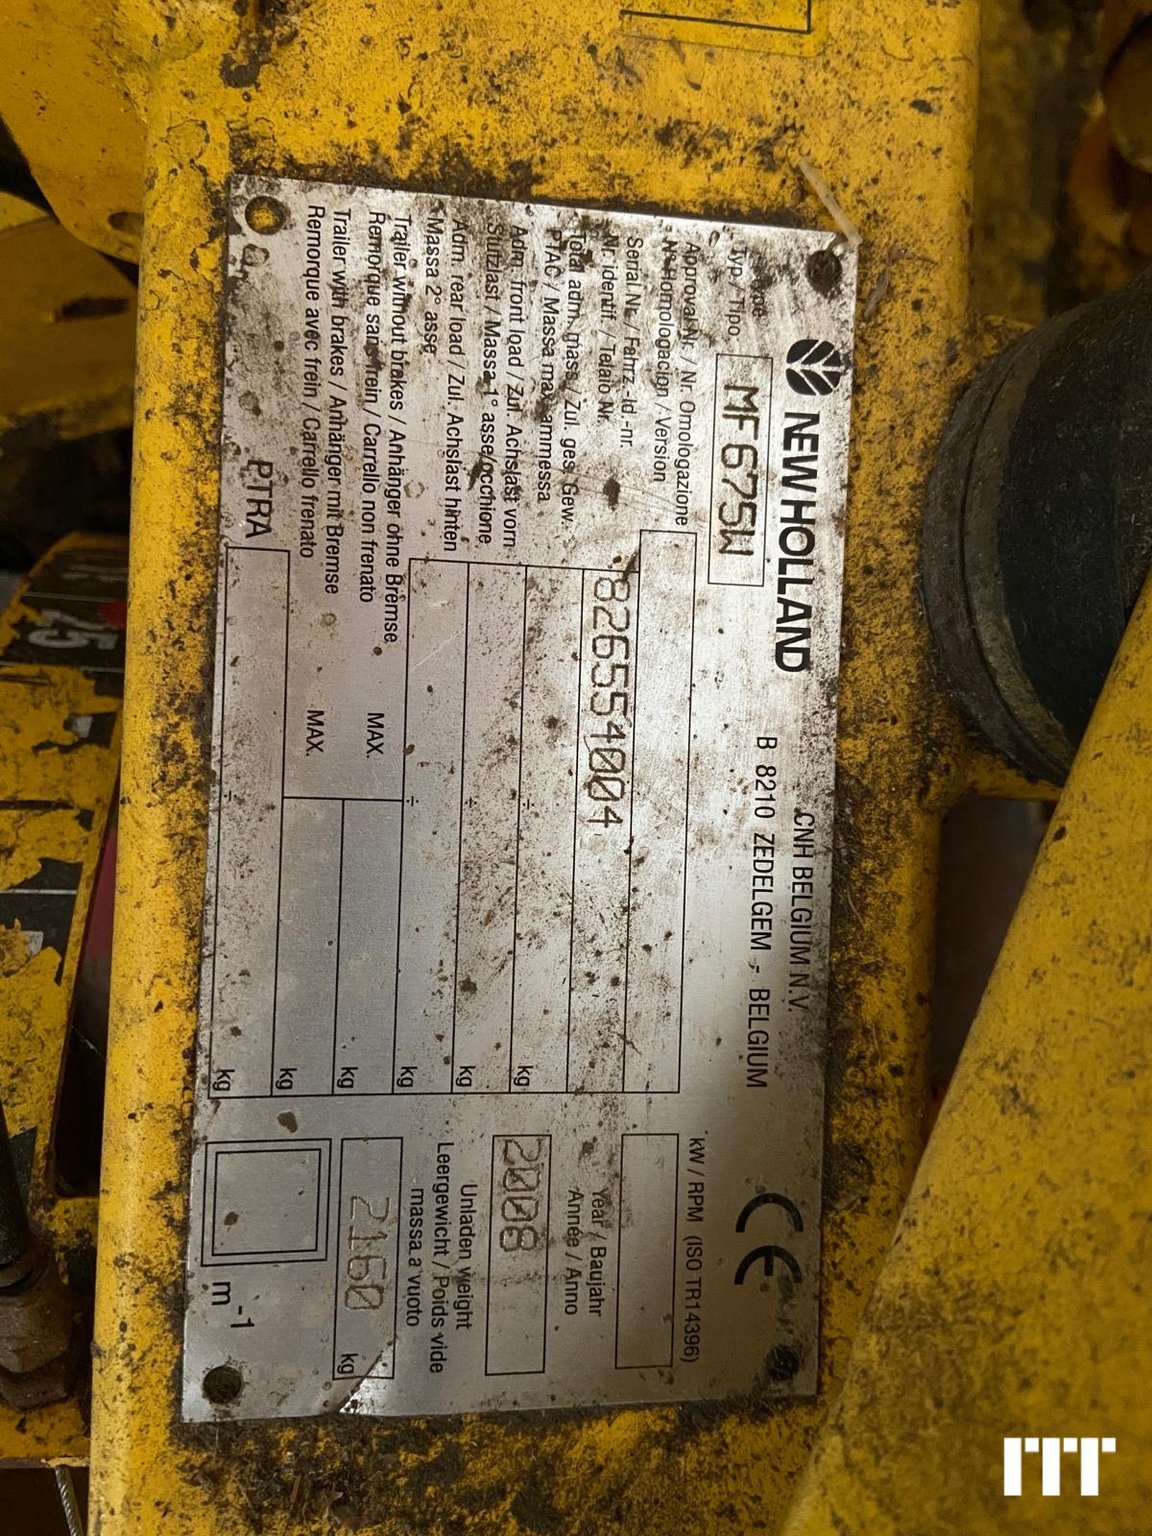 NEW HOLLAND
CNH BELGIUM N.V.
B 8210 ZEDELGEM - BELGIUM
CE
Typ / Tipo
MF675W
Approval Nr. / Nr. Omologazione
N° homologacion / Version
kW / RPM (ISO TR14396)
Serial Nr. / Fahrz.-Id.-nr.
Nr. identif. / Telaio Nr.
826554004
Year / Baujahr
Année / Anno
2008
Total adm. mass / Zul. ges. Gew.
PTAC / Massa max. ammessa
÷ kg
Adm. front load / Zul. Achslast vorn
Stützlast / Massa 1° asse/occhione
÷ kg
Adm. rear load / Zul. Achslast hinten
Massa 2° asse
÷ kg
Unladen weight
Leergewicht / Poids vide
massa a vuoto
2160 kg
Trailer without brakes / Anhänger ohne Bremse
Remorque sans frein / Carrello non frenato
MAX. kg
Trailer with brakes / Anhänger mit Bremse
Remorque avec frein / Carrello frenato
MAX. kg
PTRA ÷ kg
m-1